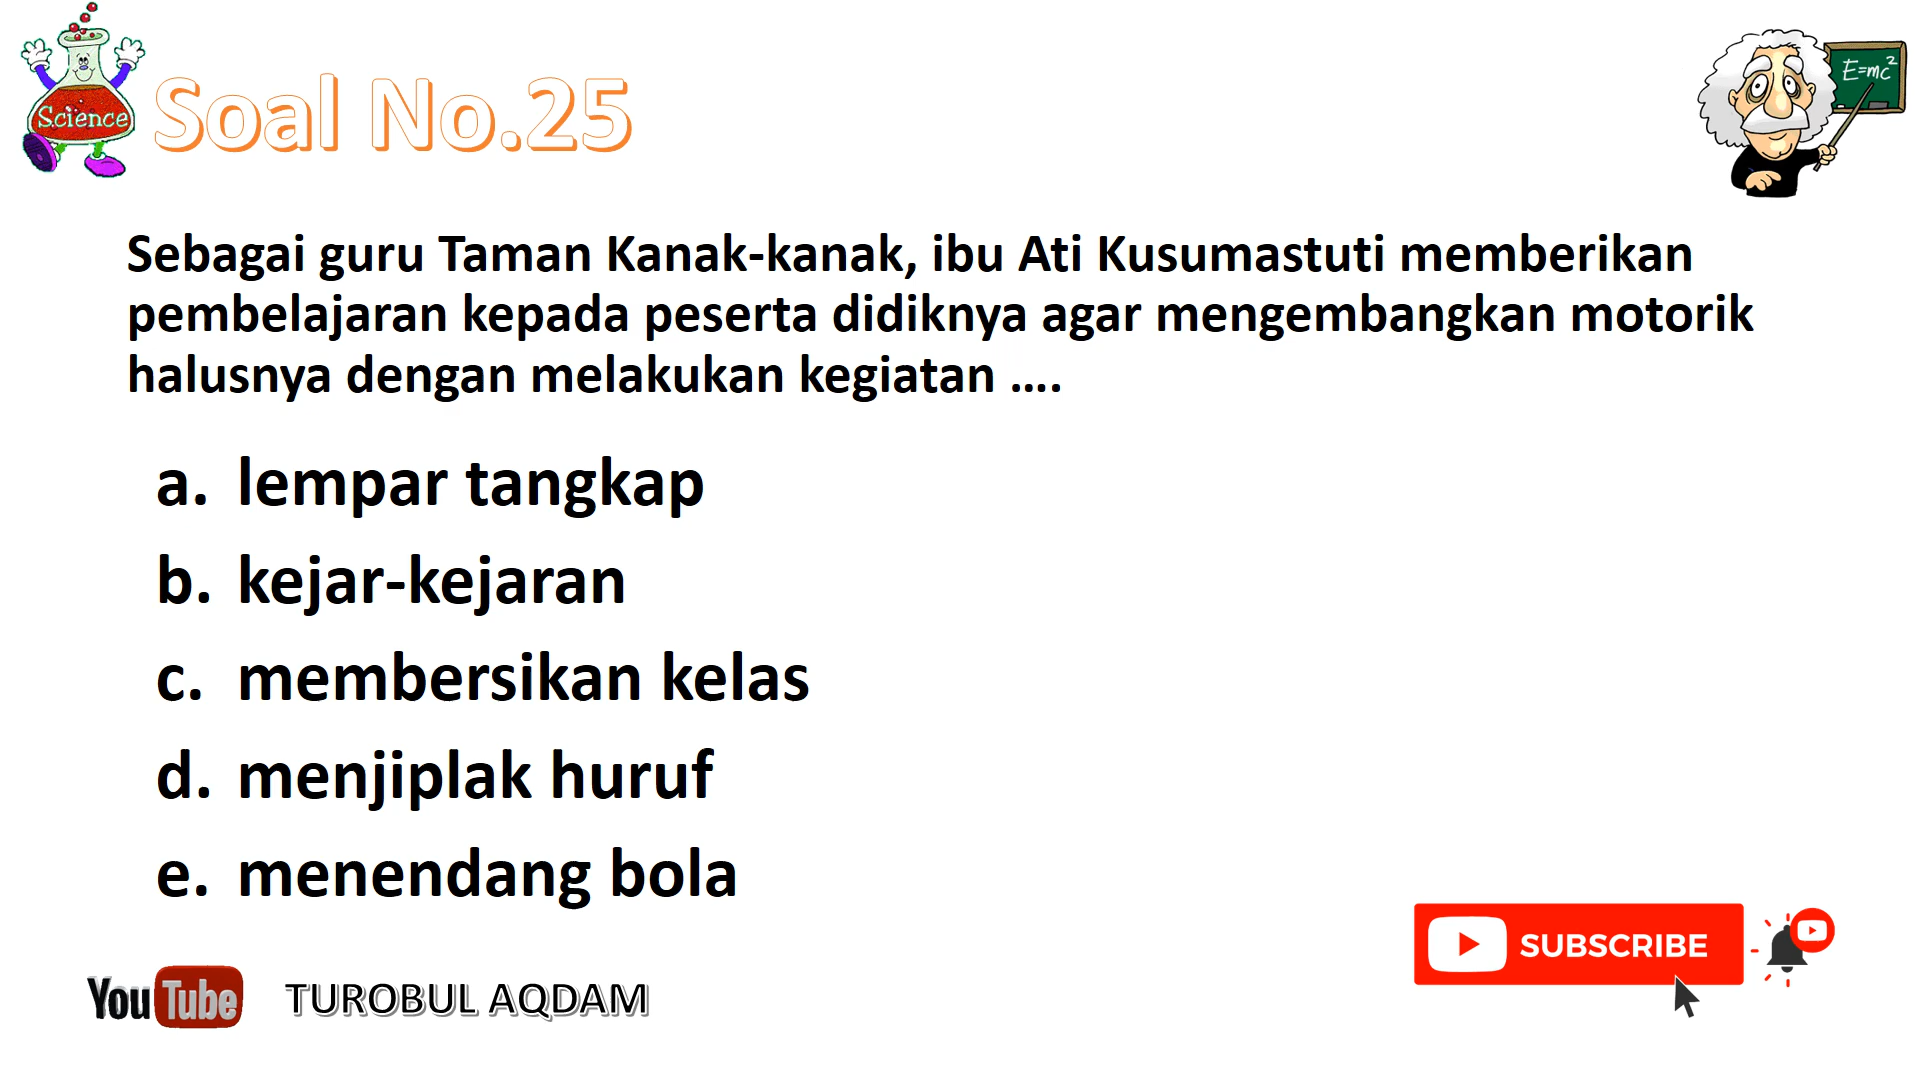 Science
Soal No.25
E=mc²
Sebagai guru Taman Kanak-kanak, ibu Ati Kusumastuti memberikan
pembelajaran kepada peserta didiknya agar mengembangkan motorik
halusnya dengan melakukan kegiatan ....
a. lempar tangkap
b. kejar-kejaran
c. membersikan kelas
d. menjiplak huruf
e. menendang bola
SUBSCRIBE
YouTube TUROBUL AQDAM